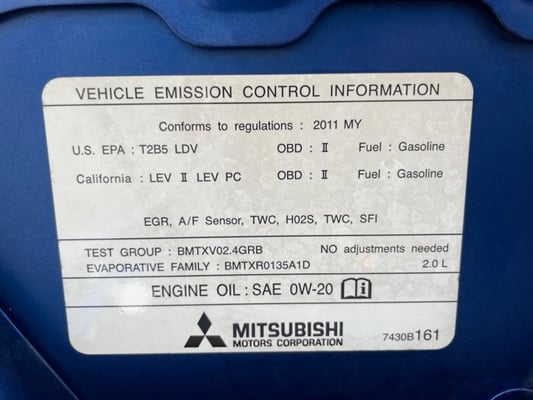 VEHICLE EMISSION CONTROL INFORMATION
Conforms to regulations : 2011 MY
U.S. EPA : T2B5 LDV OBD : II Fuel : Gasoline
California : LEV II LEV PC OBD : II Fuel : Gasoline
EGR, A/F Sensor, TWC, H02S, TWC, SFI
TEST GROUP : BMTXV02.4GRB NO adjustments needed
EVAPORATIVE FAMILY : BMTXR0135A1D 2.0 L
ENGINE OIL : SAE 0W-20
MITSUBISHI
MOTORS CORPORATION 7430B161